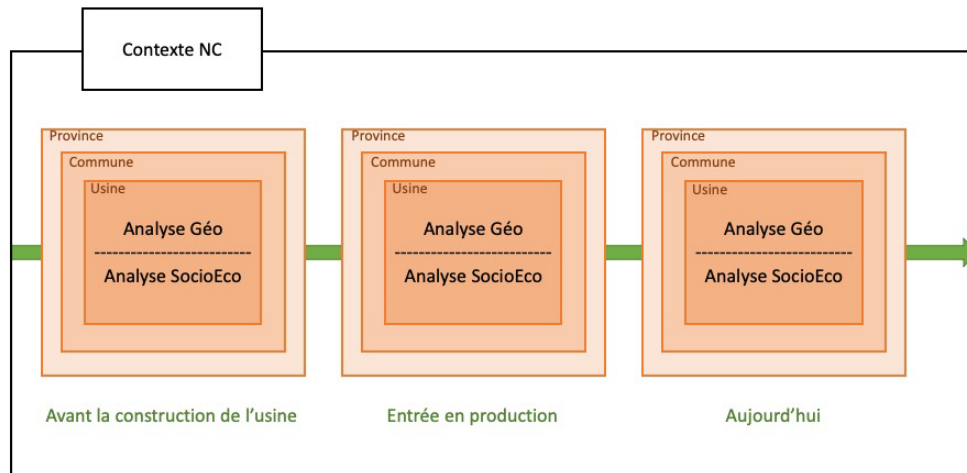 Contexte NC
Province
Commune
Usine
Analyse Géo
---------------------------
Analyse SocioEco
Province
Commune
Usine
Analyse Géo
---------------------------
Analyse SocioEco
Province
Commune
Usine
Analyse Géo
---------------------------
Analyse SocioEco
Avant la construction de l’usine
Entrée en production
Aujourd’hui